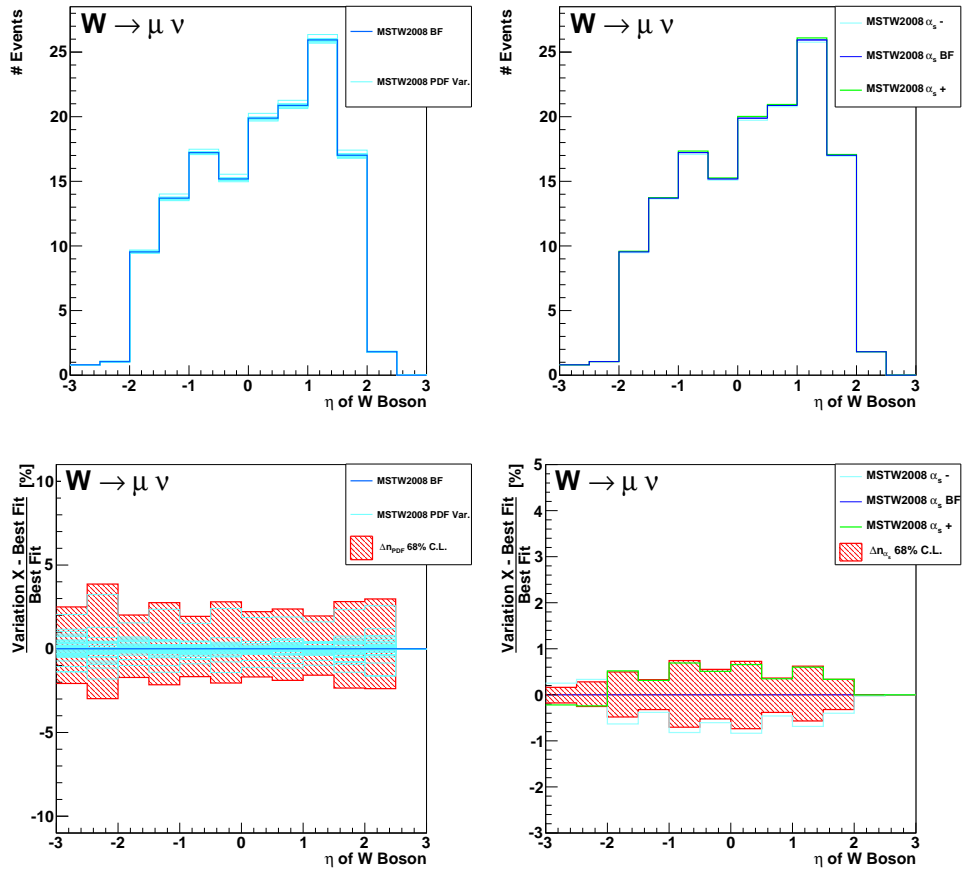 W → μ ν
MSTW2008 BF
MSTW2008 PDF Var.
# Events
25
20
15
10
5
0
-3 -2 -1 0 1 2 3
η of W Boson
W → μ ν
MSTW2008 αs -
MSTW2008 αs BF
MSTW2008 αs +
# Events
25
20
15
10
5
0
-3 -2 -1 0 1 2 3
η of W Boson
W → μ ν
MSTW2008 BF
MSTW2008 PDF Var.
ΔnPDF 68% C.L.
Variation X - Best Fit [%]
Best Fit
10
5
0
-5
-10
-3 -2 -1 0 1 2 3
η of W Boson
W → μ ν
MSTW2008 αs -
MSTW2008 αs BF
MSTW2008 αs +
Δnαs 68% C.L.
Variation X - Best Fit [%]
Best Fit
5
4
3
2
1
0
-1
-2
-3
-3 -2 -1 0 1 2 3
η of W Boson